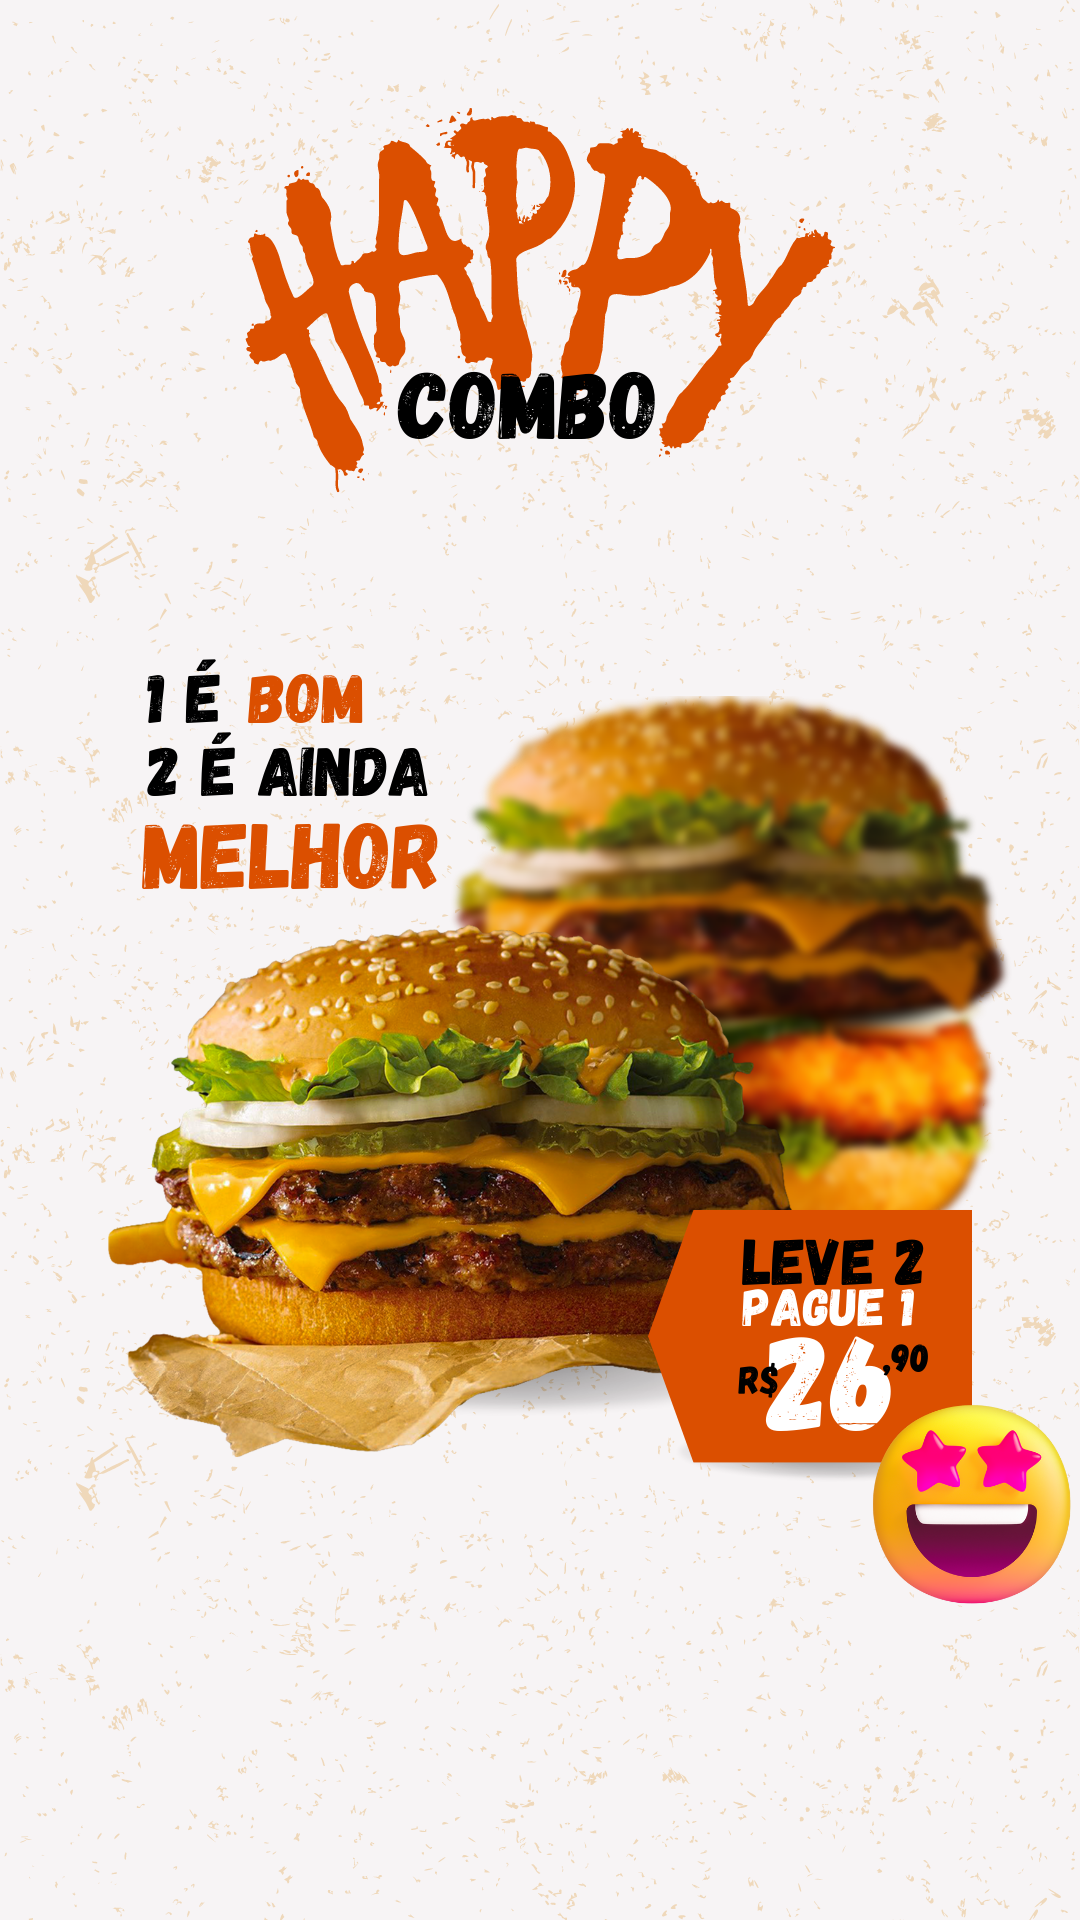 HAPPY
COMBO
1 É BOM
2 É AINDA
MELHOR
LEVE 2
PAGUE 1
R$26,90